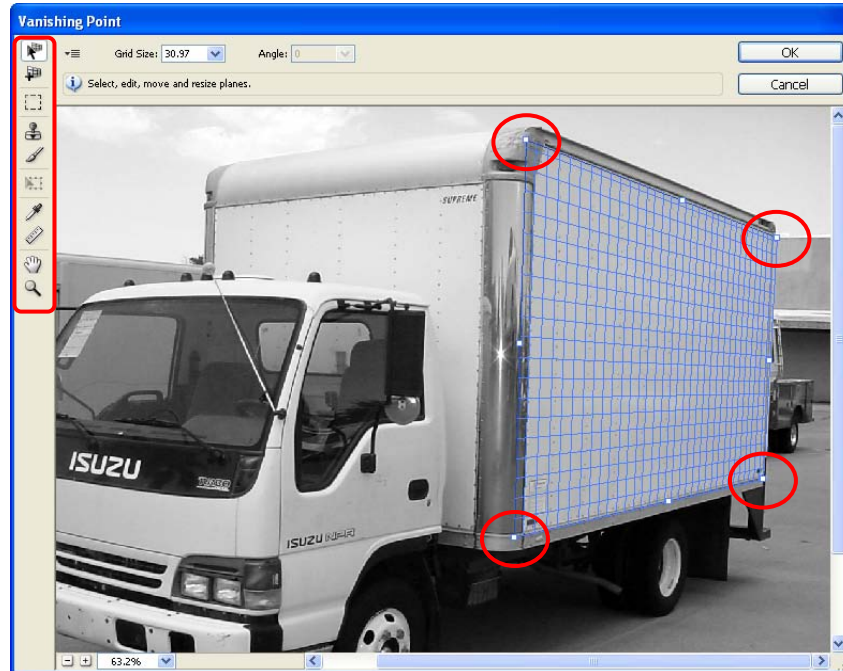 Vanishing Point
Grid Size: 30.97
Angle: 0
OK
Select, edit, move and resize planes.
Cancel
SUPREME
ISUZU
ISUZU NPR
63.2%